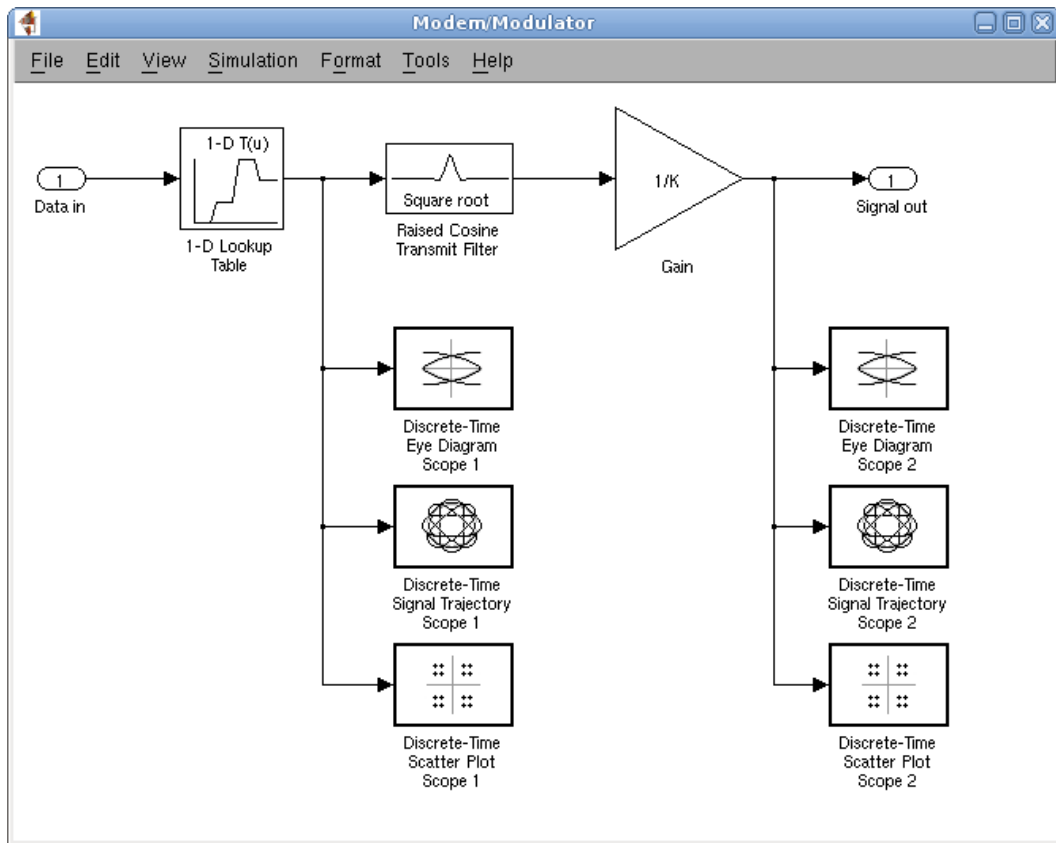 Modem/Modulator
File Edit View Simulation Format Tools Help
1
Data in
1-D T(u)
1-D Lookup
Table
Square root
Raised Cosine
Transmit Filter
1/K
Gain
1
Signal out
Discrete-Time
Eye Diagram
Scope 1
Discrete-Time
Eye Diagram
Scope 2
Discrete-Time
Signal Trajectory
Scope 1
Discrete-Time
Signal Trajectory
Scope 2
Discrete-Time
Scatter Plot
Scope 1
Discrete-Time
Scatter Plot
Scope 2